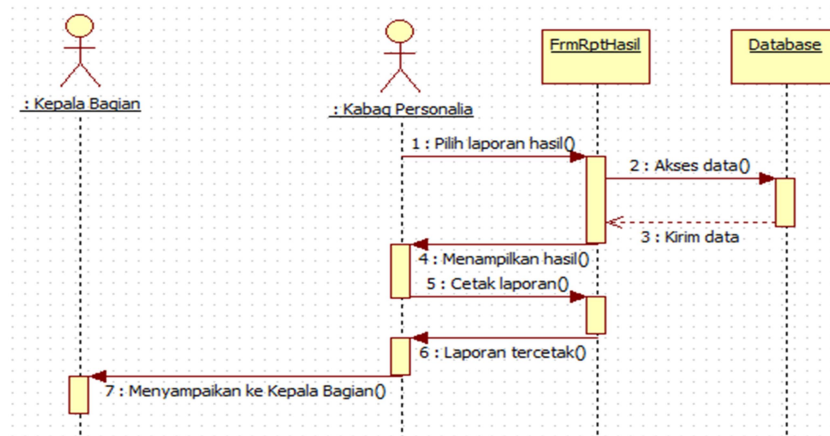 FrmRptHasil
Database
: Kepala Bagian
: Kabag Personalia
1 : Pilih laporan hasil()
2 : Akses data()
3 : Kirim data
4 : Menampilkan hasil()
5 : Cetak laporan()
6 : Laporan tercetak()
7 : Menyampaikan ke Kepala Bagian()